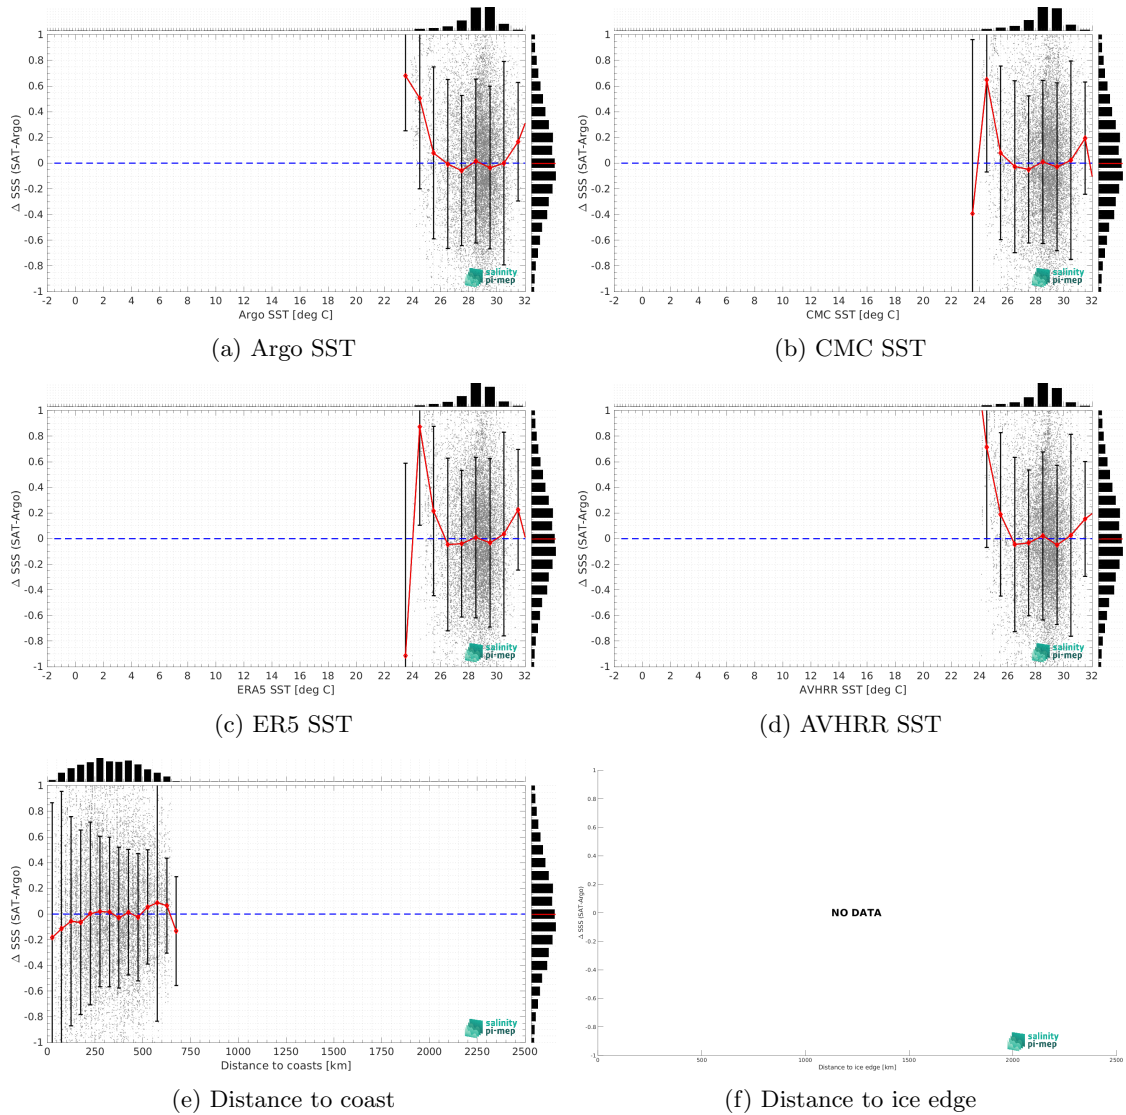 1
0.8
0.6
0.4
0.2
0
-0.2
-0.4
-0.6
-0.8
-1
Δ SSS (SAT-Argo)
-2 0 2 4 6 8 10 12 14 16 18 20 22 24 26 28 30 32
Argo SST [deg C]
salinity
pi-mep
(a) Argo SST
1
0.8
0.6
0.4
0.2
0
-0.2
-0.4
-0.6
-0.8
-1
Δ SSS (SAT-Argo)
-2 0 2 4 6 8 10 12 14 16 18 20 22 24 26 28 30 32
CMC SST [deg C]
salinity
pi-mep
(b) CMC SST
1
0.8
0.6
0.4
0.2
0
-0.2
-0.4
-0.6
-0.8
-1
Δ SSS (SAT-Argo)
-2 0 2 4 6 8 10 12 14 16 18 20 22 24 26 28 30 32
ERA5 SST [deg C]
salinity
pi-mep
(c) ER5 SST
1
0.8
0.6
0.4
0.2
0
-0.2
-0.4
-0.6
-0.8
-1
Δ SSS (SAT-Argo)
-2 0 2 4 6 8 10 12 14 16 18 20 22 24 26 28 30 32
AVHRR SST [deg C]
salinity
pi-mep
(d) AVHRR SST
1
0.8
0.6
0.4
0.2
0
-0.2
-0.4
-0.6
-0.8
-1
Δ SSS (SAT-Argo)
0 250 500 750 1000 1250 1500 1750 2000 2250 2500
Distance to coasts [km]
salinity
pi-mep
(e) Distance to coast
1
0.8
0.6
0.4
0.2
0
-0.2
-0.4
-0.6
-0.8
-1
Δ SSS (SAT-Argo)
NO DATA
0 500 1000 1500 2000 2500
Distance to ice edge [km]
salinity
pi-mep
(f) Distance to ice edge